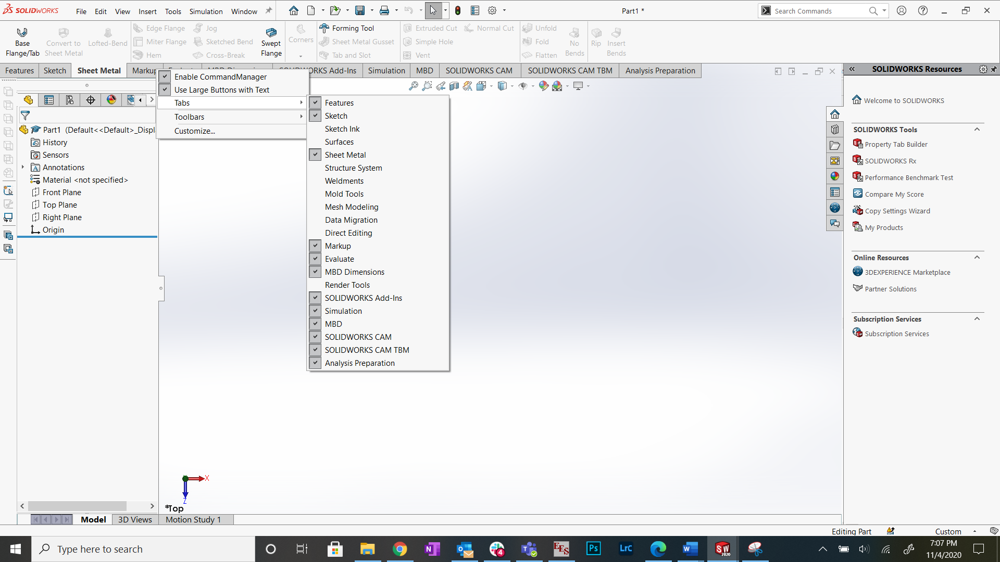 SOLIDWORKS
File Edit View Insert Tools Simulation Window
Part1 *
Search Commands
Base Flange/Tab
Convert to Sheet Metal
Lofted-Bend
Edge Flange
Miter Flange
Hem
Jog
Sketched Bend
Cross-Break
Swept Flange
Corners
Forming Tool
Sheet Metal Gusset
Tab and Slot
Extruded Cut
Simple Hole
Vent
Normal Cut
Unfold
Fold
Flatten
No Bends
Rip
Insert Bends
Features Sketch Sheet Metal Markup SOLIDWORKS Add-Ins Simulation MBD SOLIDWORKS CAM SOLIDWORKS CAM TBM Analysis Preparation
Enable CommandManager
Use Large Buttons with Text
Tabs
Toolbars
Customize...
Features
Sketch
Sketch Ink
Surfaces
Sheet Metal
Structure System
Weldments
Mold Tools
Mesh Modeling
Data Migration
Direct Editing
Markup
Evaluate
MBD Dimensions
Render Tools
SOLIDWORKS Add-Ins
Simulation
MBD
SOLIDWORKS CAM
SOLIDWORKS CAM TBM
Analysis Preparation
Part1 (Default<<Default>_Displ
History
Sensors
Annotations
Material <not specified>
Front Plane
Top Plane
Right Plane
Origin
SOLIDWORKS Resources
Welcome to SOLIDWORKS
SOLIDWORKS Tools
Property Tab Builder
SOLIDWORKS Rx
Performance Benchmark Test
Compare My Score
Copy Settings Wizard
My Products
Online Resources
3DEXPERIENCE Marketplace
Partner Solutions
Subscription Services
Subscription Services
X
Z
*Top
Model 3D Views Motion Study 1
Editing Part Custom
Type here to search
N
4
EES
Ps
LrC
W
SW
2020
7:07 PM
11/4/2020